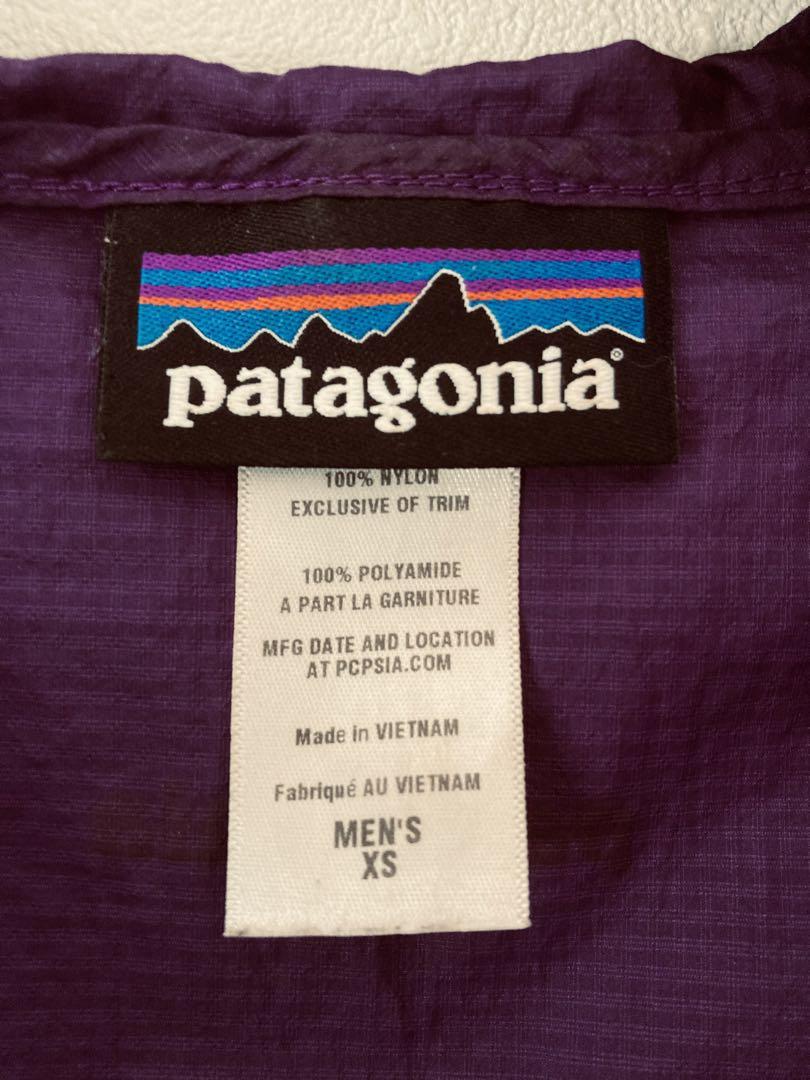 patagonia®
100% NYLON
EXCLUSIVE OF TRIM
100% POLYAMIDE
A PART LA GARNITURE
MFG DATE AND LOCATION
AT PCPSIA.COM
Made in VIETNAM
Fabriqué AU VIETNAM
MEN'S
XS